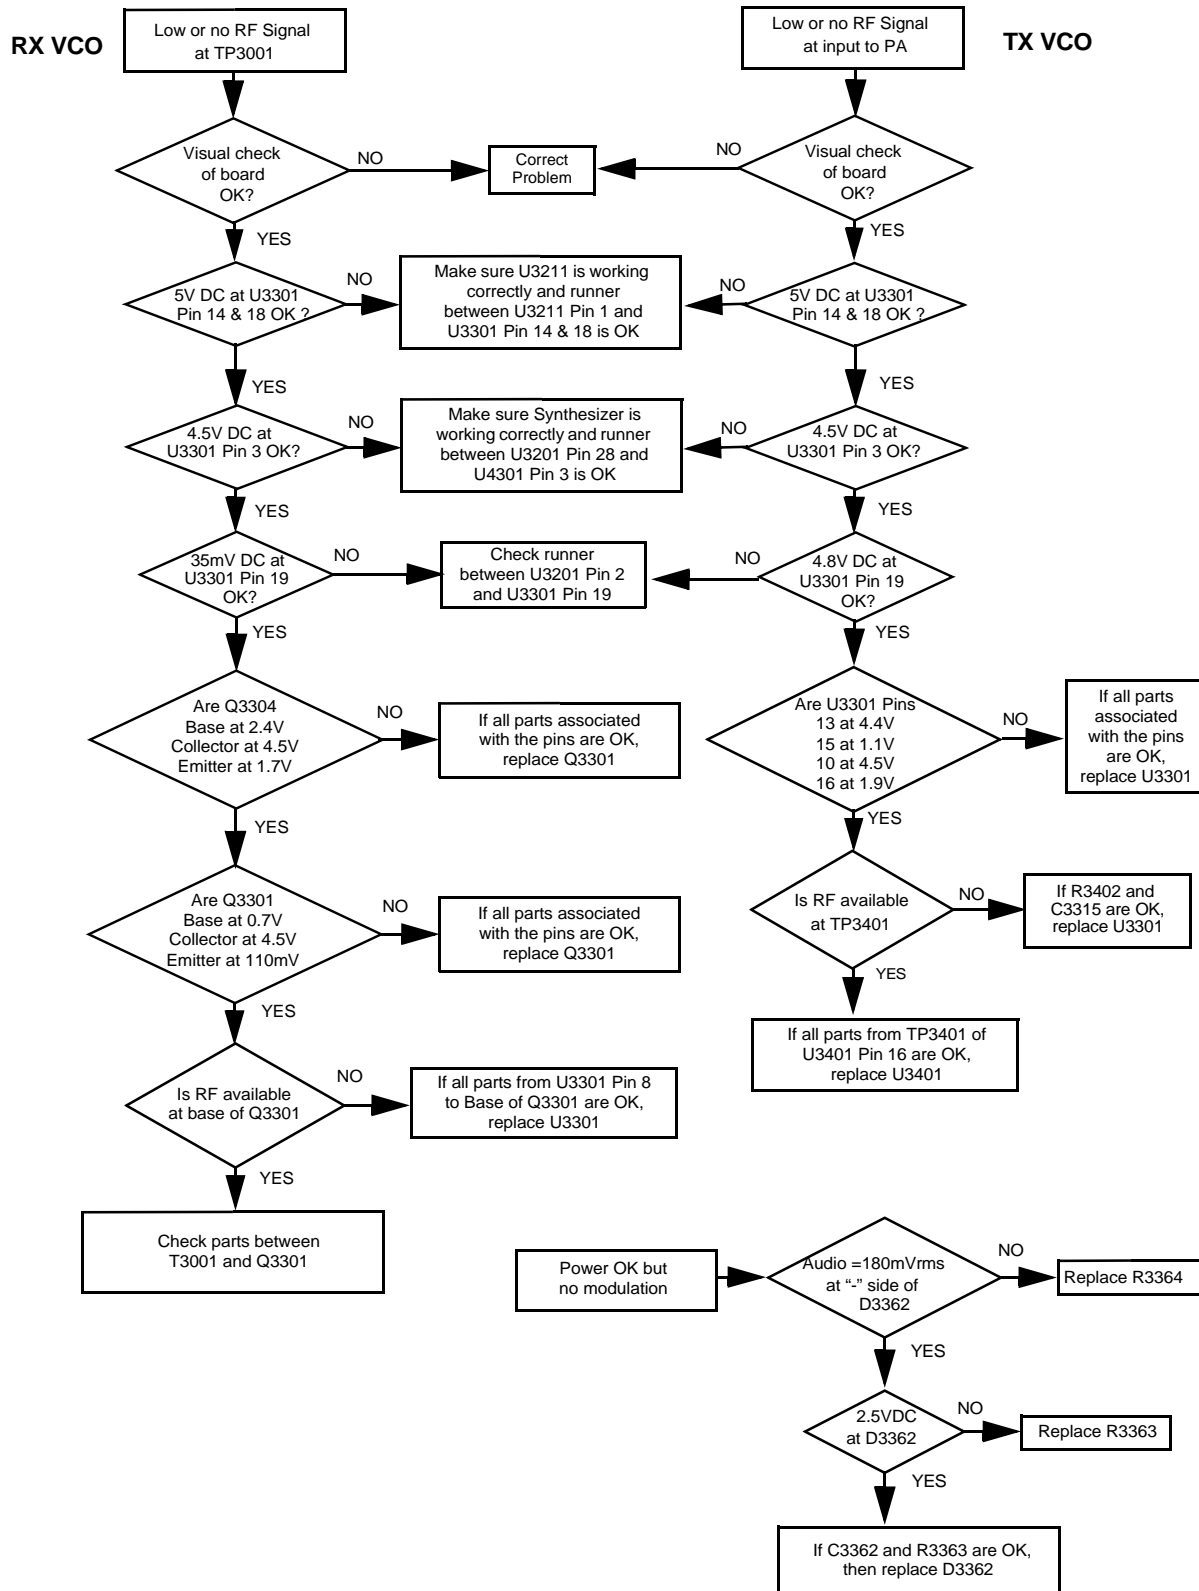 RX VCO
Low or no RF Signal
at TP3001
Visual check
of board
OK?
NO
Correct
Problem
YES
5V DC at U3301
Pin 14 & 18 OK ?
NO
Make sure U3211 is working
correctly and runner
between U3211 Pin 1 and
U3301 Pin 14 & 18 is OK
YES
4.5V DC at
U3301 Pin 3 OK?
NO
Make sure Synthesizer is
working correctly and runner
between U3201 Pin 28 and
U4301 Pin 3 is OK
YES
35mV DC at
U3301 Pin 19
OK?
NO
Check runner
between U3201 Pin 2
and U3301 Pin 19
YES
Are Q3304
Base at 2.4V
Collector at 4.5V
Emitter at 1.7V
NO
If all parts associated
with the pins are OK,
replace Q3301
YES
Are Q3301
Base at 0.7V
Collector at 4.5V
Emitter at 110mV
NO
If all parts associated
with the pins are OK,
replace Q3301
YES
Is RF available
at base of Q3301
NO
If all parts from U3301 Pin 8
to Base of Q3301 are OK,
replace U3301
YES
Check parts between
T3001 and Q3301
TX VCO
Low or no RF Signal
at input to PA
Visual check
of board
OK?
NO
YES
5V DC at U3301
Pin 14 & 18 OK ?
NO
YES
4.5V DC at
U3301 Pin 3 OK?
NO
YES
4.8V DC at
U3301 Pin 19
OK?
NO
YES
Are U3301 Pins
13 at 4.4V
15 at 1.1V
10 at 4.5V
16 at 1.9V
NO
If all parts
associated
with the pins
are OK,
replace U3301
YES
Is RF available
at TP3401
NO
If R3402 and
C3315 are OK,
replace U3301
YES
If all parts from TP3401 of
U3401 Pin 16 are OK,
replace U3401
Power OK but
no modulation
Audio =180mVrms
at “-” side of
D3362
NO
Replace R3364
YES
2.5VDC
at D3362
NO
Replace R3363
YES
If C3362 and R3363 are OK,
then replace D3362